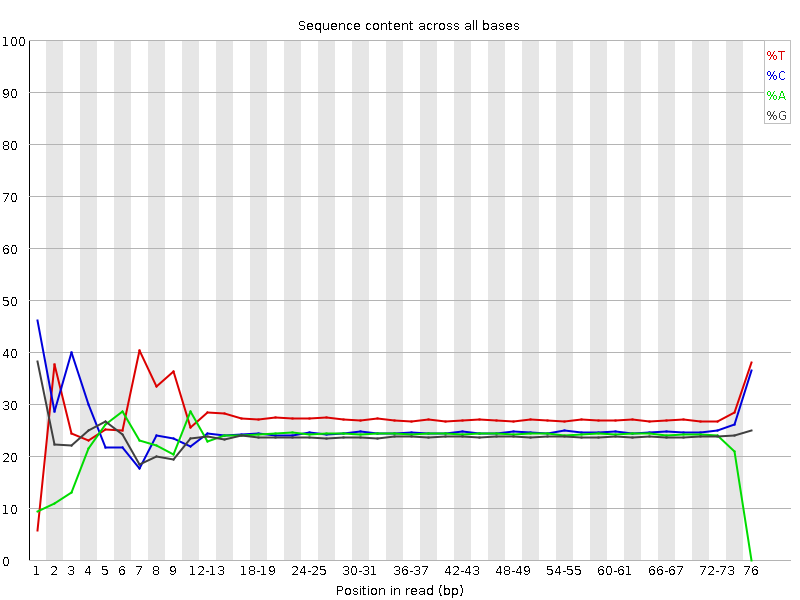 Sequence content across all bases
100
90
80
70
60
50
40
30
20
10
0
%T
%C
%A
%G
1 2 3 4 5 6 7 8 9 12-13 18-19 24-25 30-31 36-37 42-43 48-49 54-55 60-61 66-67 72-73 76
Position in read (bp)